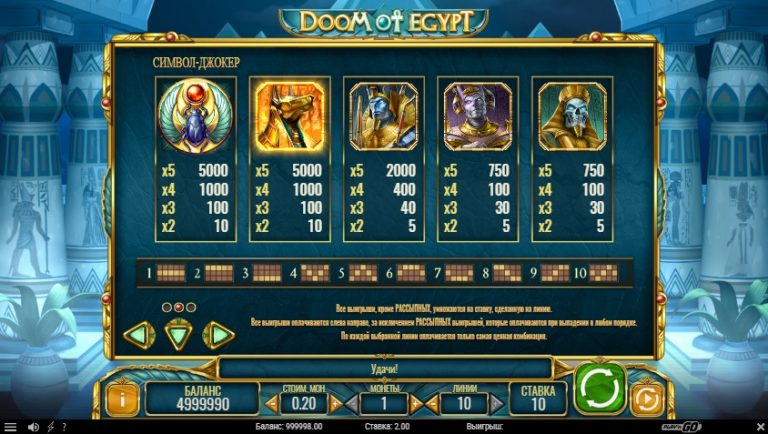 DOOM OF EGYPT
СИМВОЛ-ДЖОКЕР
x5 5000 x5 5000 x5 2000 x5 750 x5 750
x4 1000 x4 1000 x4 400 x4 100 x4 100
x3 100 x3 100 x3 40 x3 30 x3 30
x2 10 x2 10 x2 5 x2 5 x2 5
1 2 3 4 5 6 7 8 9 10
Все выигрыши, кроме РАССЫПНЫХ, умножаются на ставку, сделанную на линию.
Все выигрыши оплачиваются слева направо, за исключением РАССЫПНЫХ выигрышей, которые оплачиваются при выпадении в любом порядке.
По каждой выбранной линии оплачивается только самая ценная комбинация.
Удачи!
БАЛАНС СТОИМ. МОН. МОНЕТЫ ЛИНИИ СТАВКА
4999990 0.20 1 10 10
Баланс: 999998.00 Ставка: 2.00 Выигрыш:
PLAY'N GO